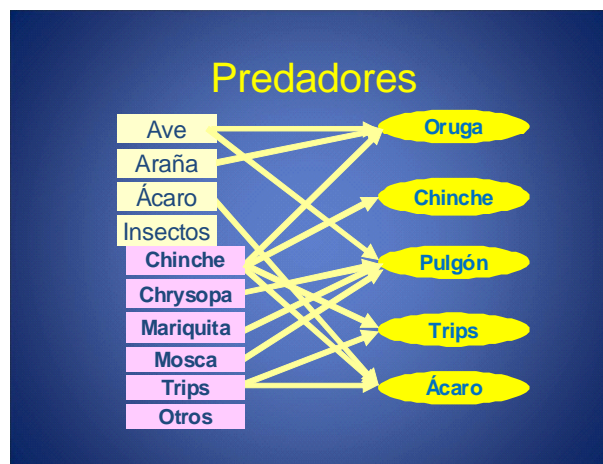 Predadores
Ave
Araña
Ácaro
Insectos
Chinche
Chrysopa
Mariquita
Mosca
Trips
Otros
Oruga
Chinche
Pulgón
Trips
Ácaro